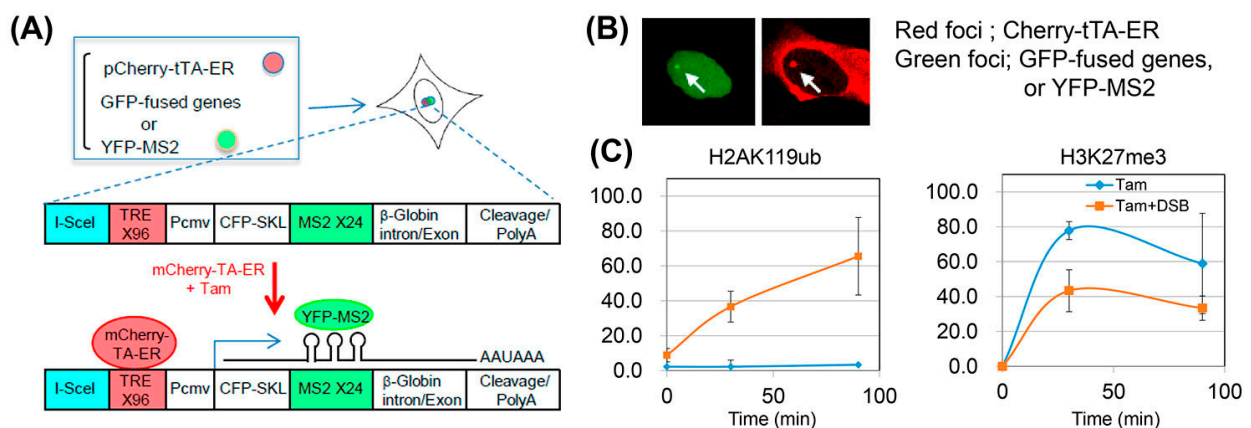 (A)
pCherry-tTA-ER
GFP-fused genes
or
YFP-MS2
I-SceI
TRE
X96
Pcmv
CFP-SKL
MS2 X24
β-Globin
intron/Exon
Cleavage/
PolyA
mCherry-TA-ER
+ Tam
YFP-MS2
mCherry-
TA-ER
AAUAAA
I-SceI
TRE
X96
Pcmv
CFP-SKL
MS2 X24
β-Globin
intron/Exon
Cleavage/
PolyA
(B)
Red foci ; Cherry-tTA-ER
Green foci; GFP-fused genes,
or YFP-MS2
(C)
H2AK119ub
100.0
80.0
60.0
40.0
20.0
0.0
0
50
100
Time (min)
H3K27me3
Tam
Tam+DSB
100.0
80.0
60.0
40.0
20.0
0.0
0
50
100
Time (min)